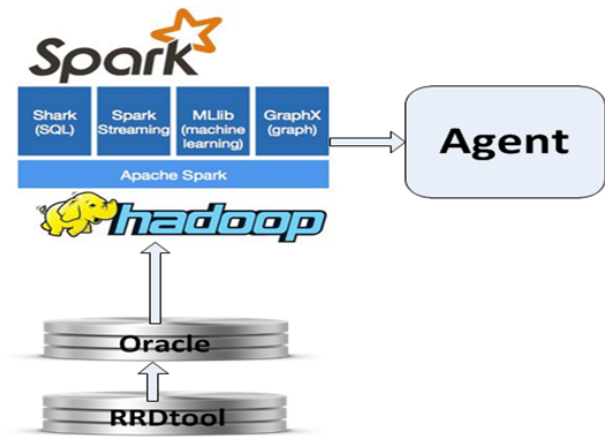 Spark
Shark
(SQL)
Spark
Streaming
MLlib
(machine
learning)
GraphX
(graph)
Apache Spark
Agent
hadoop
Oracle
RRDtool